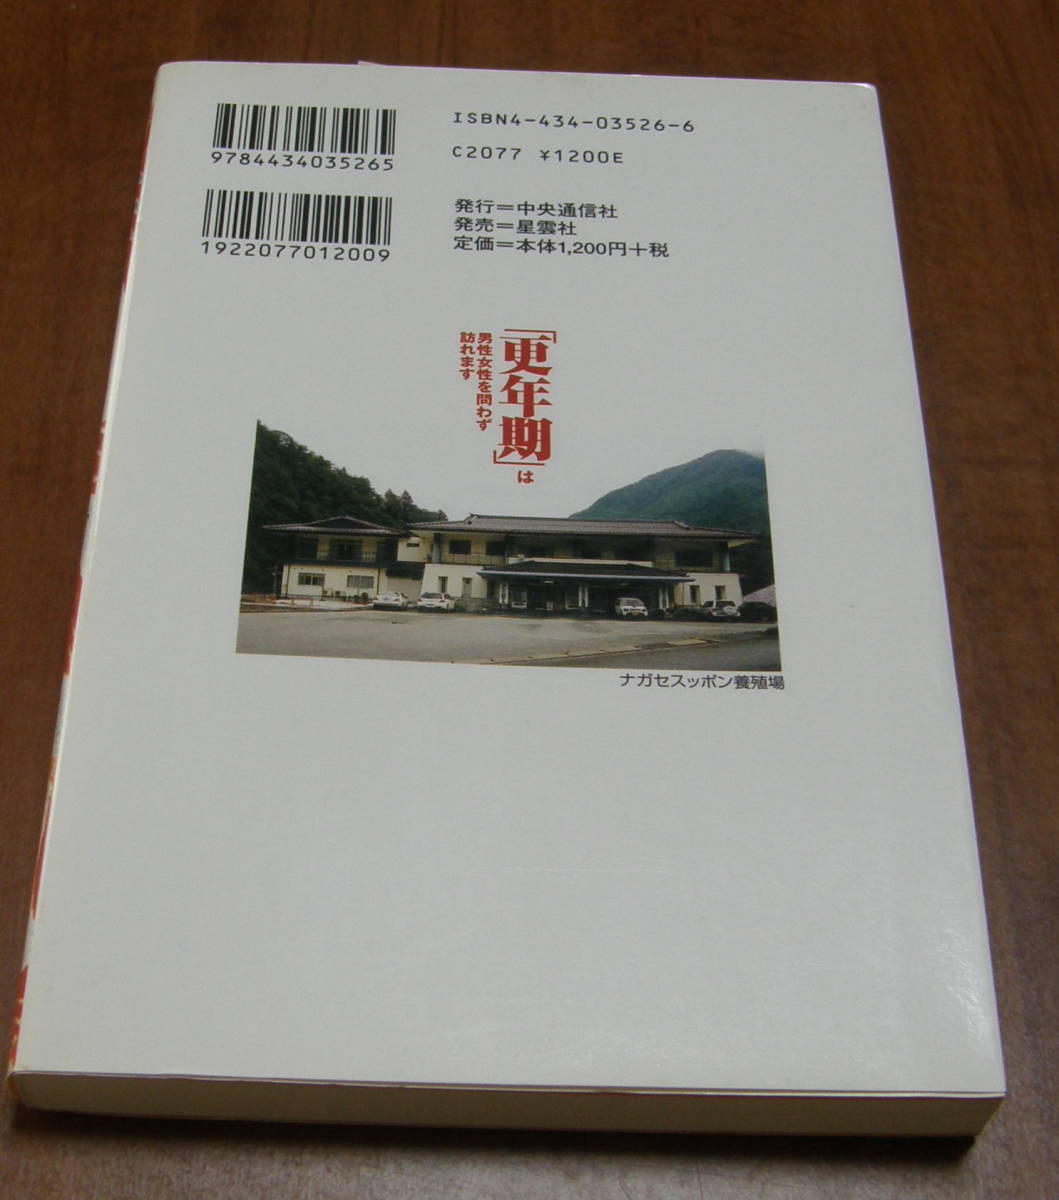 9784434035265
1922077012009
ISBN4-434-03526-6
C2077 ¥1200E
発行＝中央通信社
発売＝星雲社
定価＝本体1,200円＋税
「更年期」は
男性女性を問わず
訪れます
ナガセスッポン養殖場